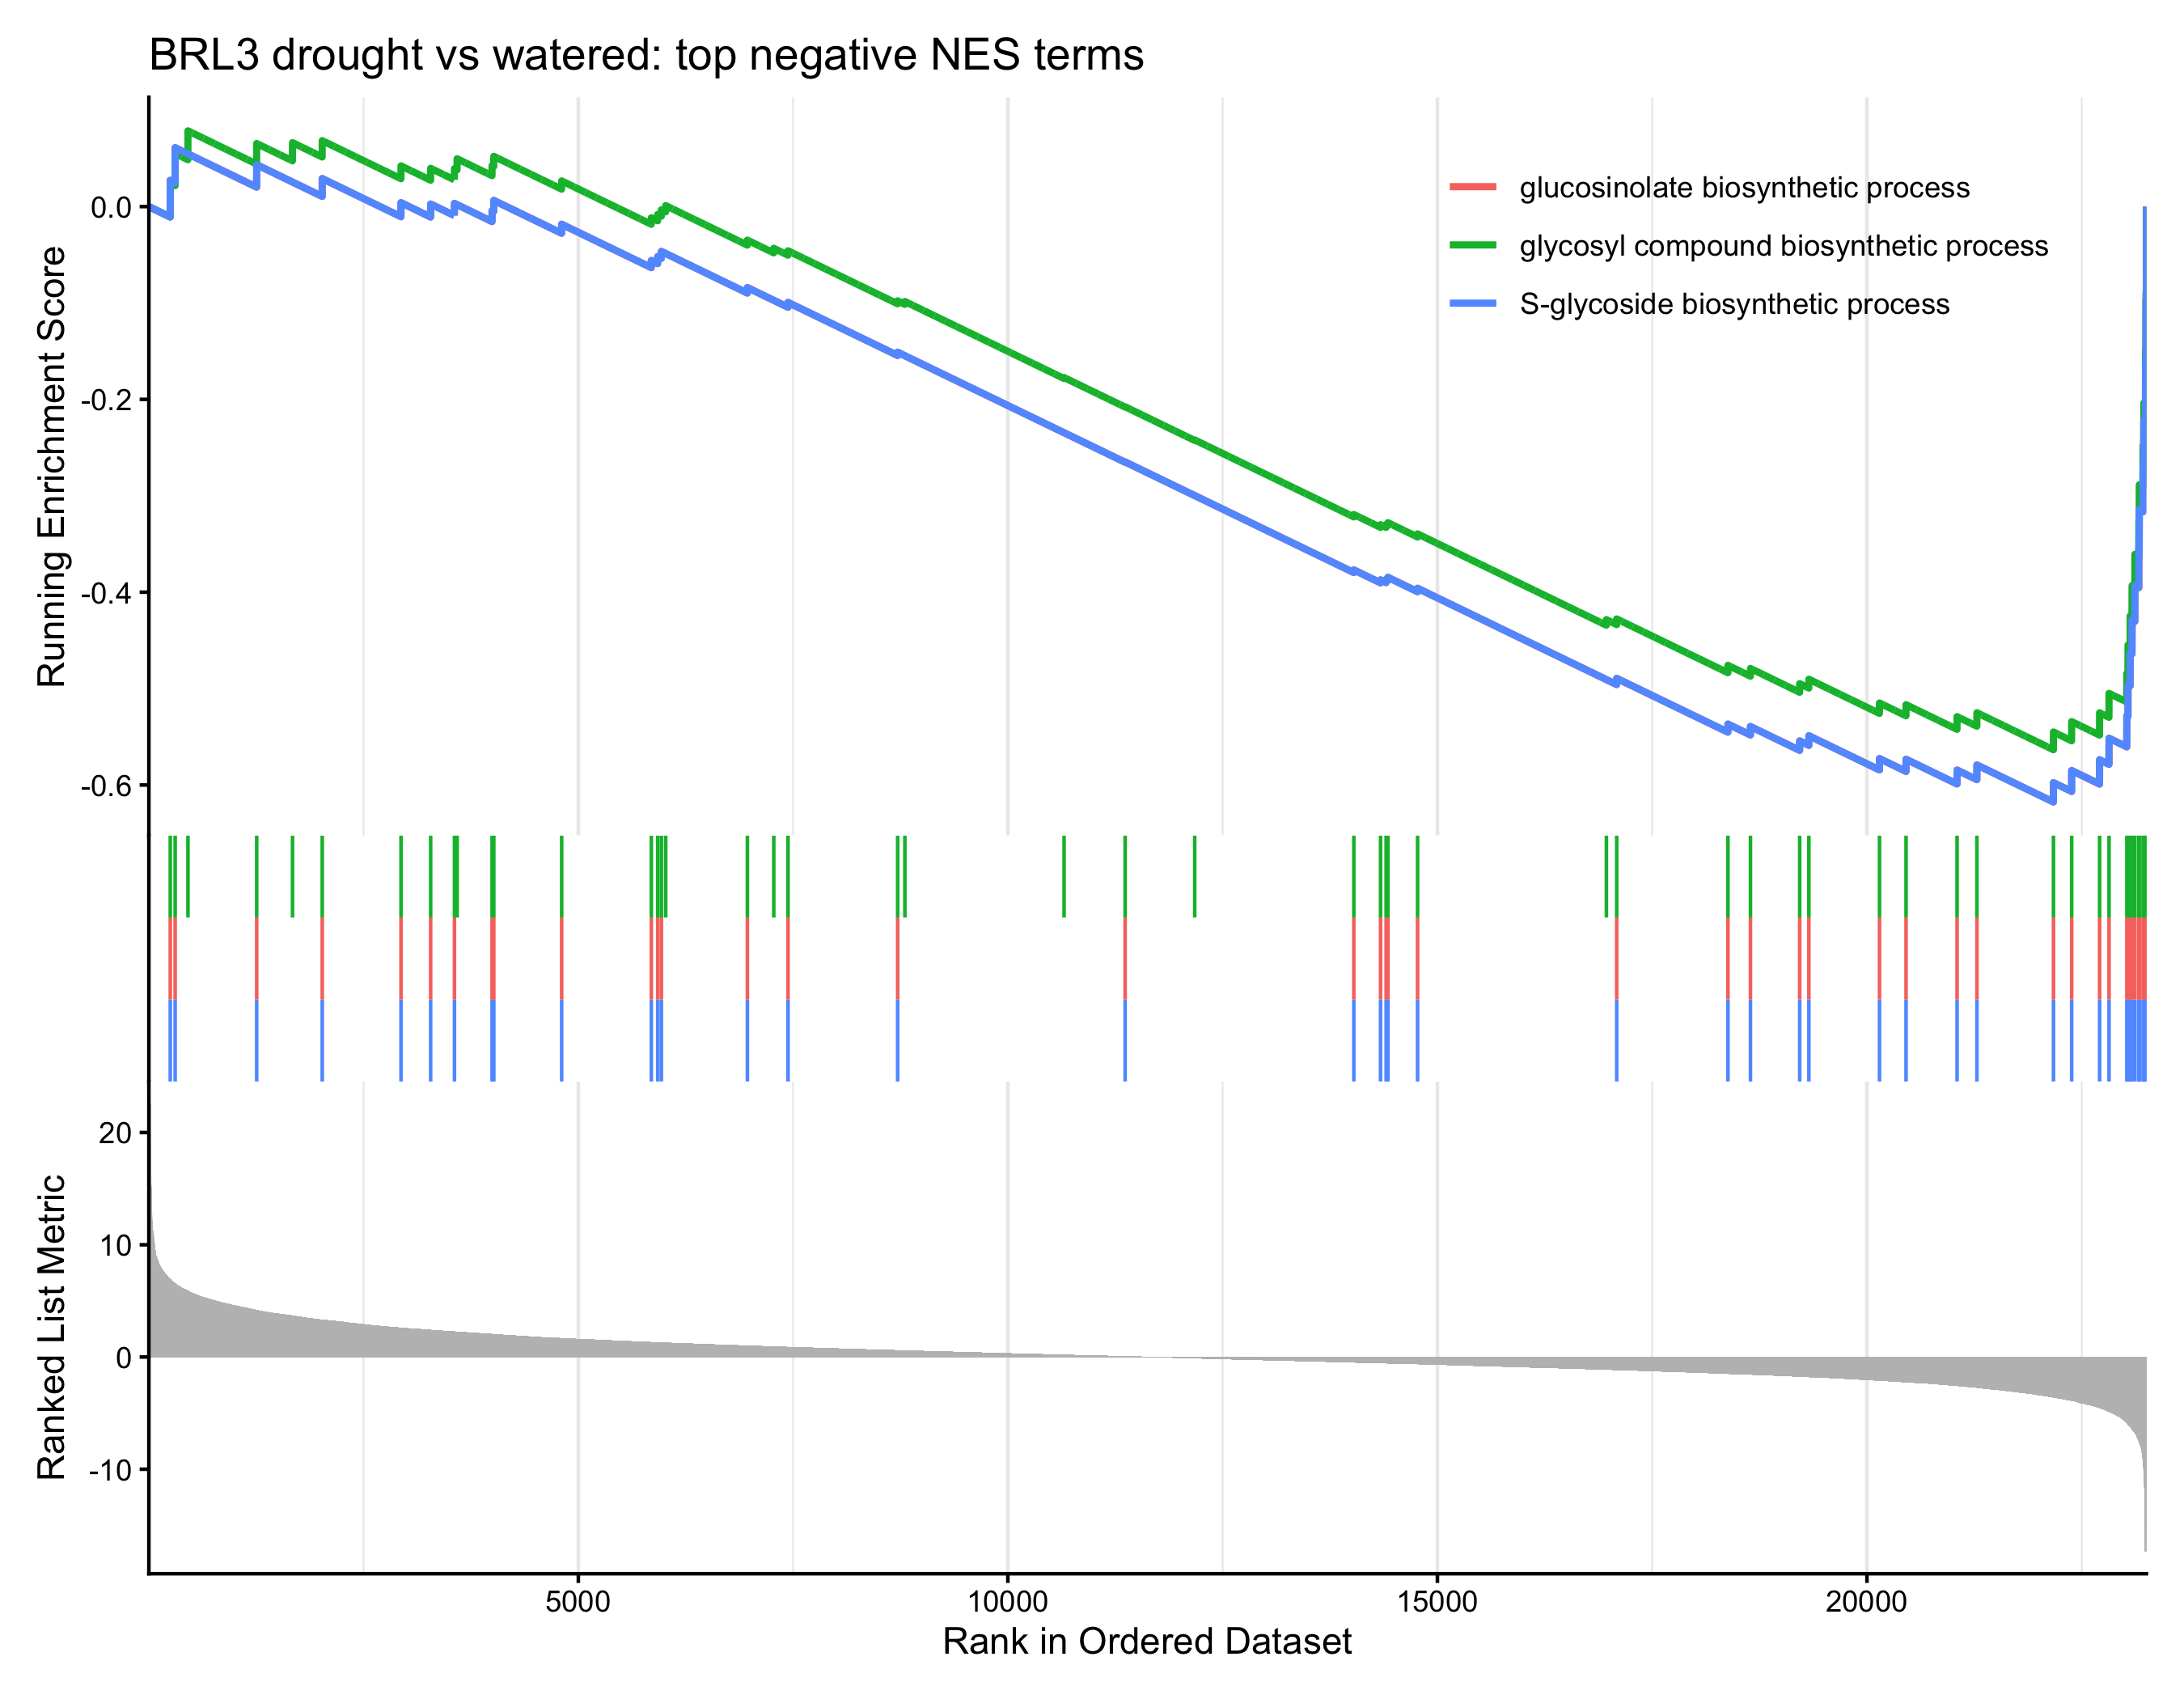 BRL3 drought vs watered: top negative NES terms
Running Enrichment Score
0.0
-0.2
-0.4
-0.6
glucosinolate biosynthetic process
glycosyl compound biosynthetic process
S-glycoside biosynthetic process
Ranked List Metric
20
10
0
-10
5000
10000
15000
20000
Rank in Ordered Dataset